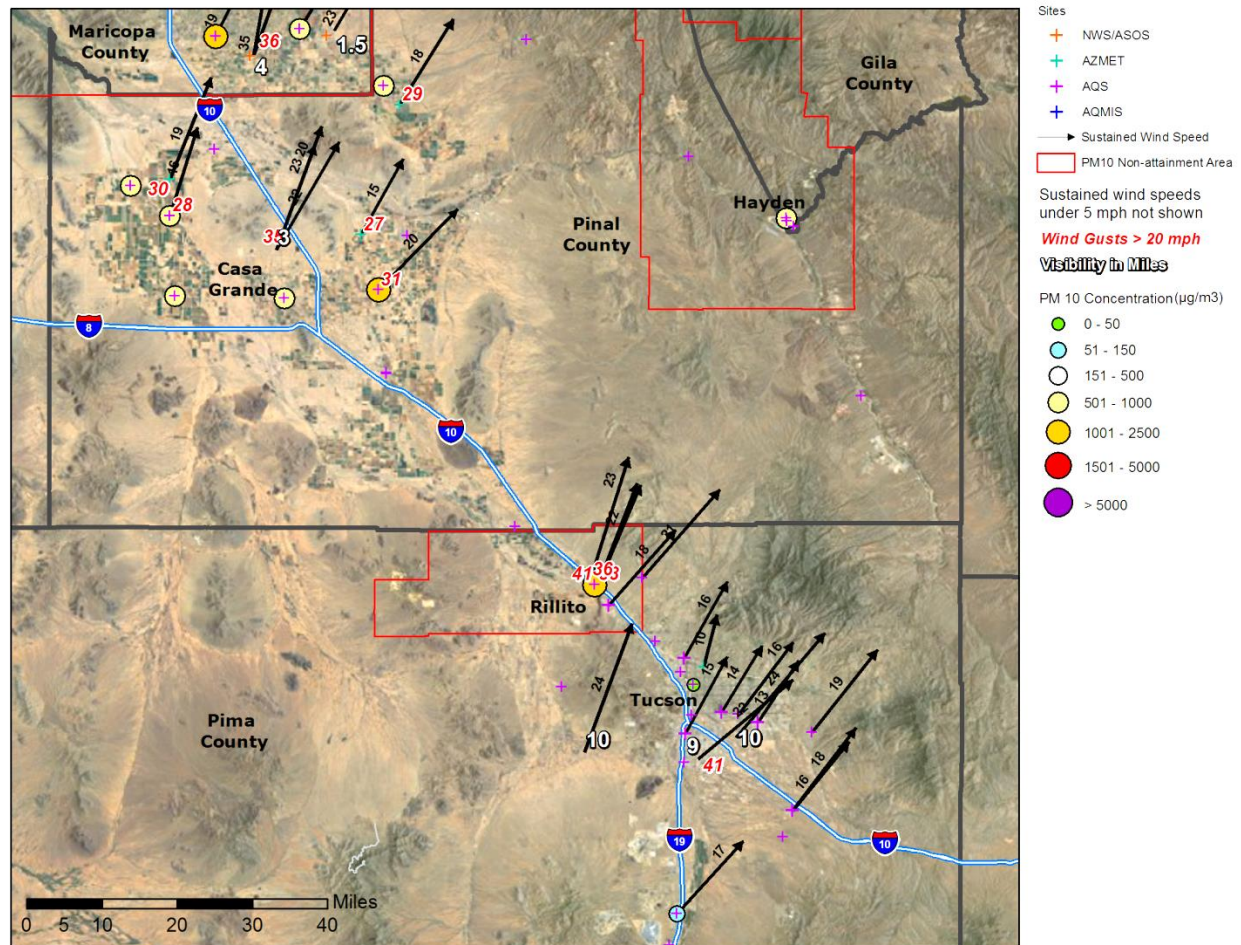 Maricopa
County
19
35
36
4
23
1.5
18
29
Gila
County
10
19
16
30
28
23
20
22
3
15
27
20
31
Hayden
Pinal
County
Casa
Grande
8
10
23
22
18
31
41
36
Rillito
16
10
15
14
16
24
13
22
19
24
Tucson
10
9
10
41
18
16
Pima
County
19
10
17
Miles
0 5 10 20 30 40
Sites
NWS/ASOS
AZMET
AQS
AQMIS
Sustained Wind Speed
PM10 Non-attainment Area
Sustained wind speeds
under 5 mph not shown
Wind Gusts > 20 mph
Visibility in Miles
PM 10 Concentration (µg/m3)
0 - 50
51 - 150
151 - 500
501 - 1000
1001 - 2500
1501 - 5000
> 5000